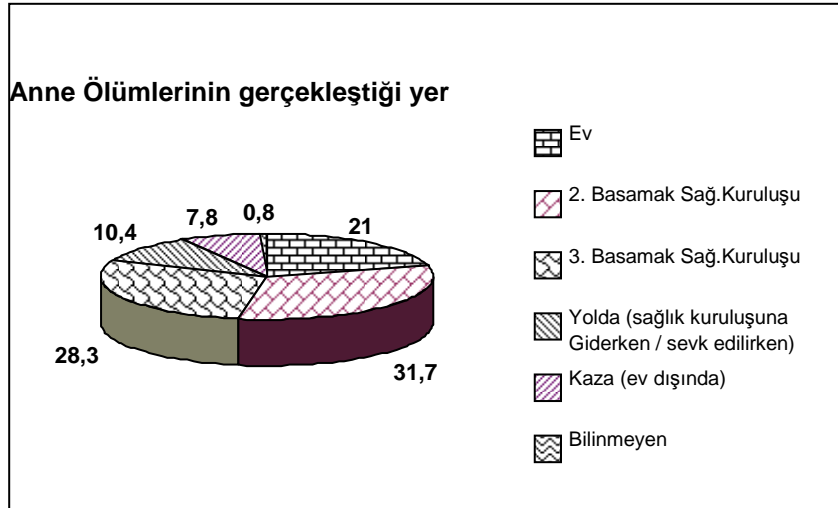 Anne Ölümlerinin gerçekleştiği yer
21
31,7
28,3
10,4
7,8
0,8
Ev
2. Basamak Sağ.Kuruluşu
3. Basamak Sağ.Kuruluşu
Yolda (sağlık kuruluşuna
Giderken / sevk edilirken)
Kaza (ev dışında)
Bilinmeyen